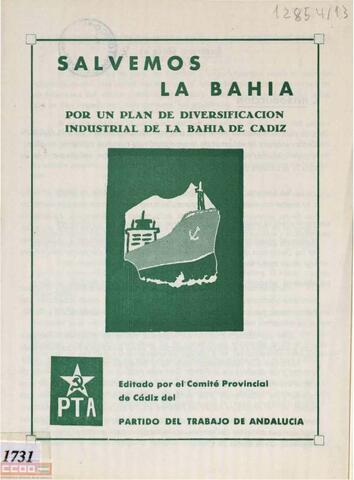 12854/13
SALVEMOS
LA BAHIA
POR UN PLAN DE DIVERSIFICACION
INDUSTRIAL DE LA BAHIA DE CADIZ
PTA
Editado por el Comité Provincial
de Cádiz del
PARTIDO DEL TRABAJO DE ANDALUCIA
1731
CCOO